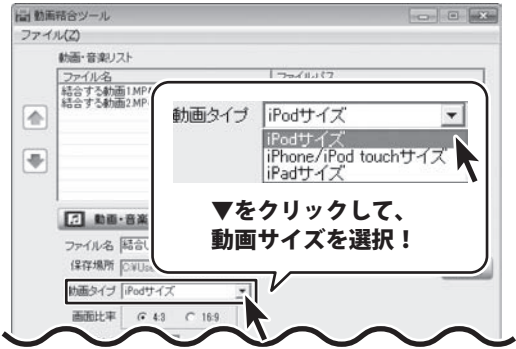 動画結合ツール
ファイル(Z)
動画・音楽リスト
ファイル名
ファイルパス
結合する動画1.MP4
結合する動画2.MP
動画タイプ iPodサイズ
iPodサイズ
iPhone/iPod touchサイズ
iPadサイズ
▼をクリックして、
動画サイズを選択！
動画・音楽
ファイル名 結合し
保存場所 C:¥Use
動画タイプ iPodサイズ
画面比率 4:3 16:9